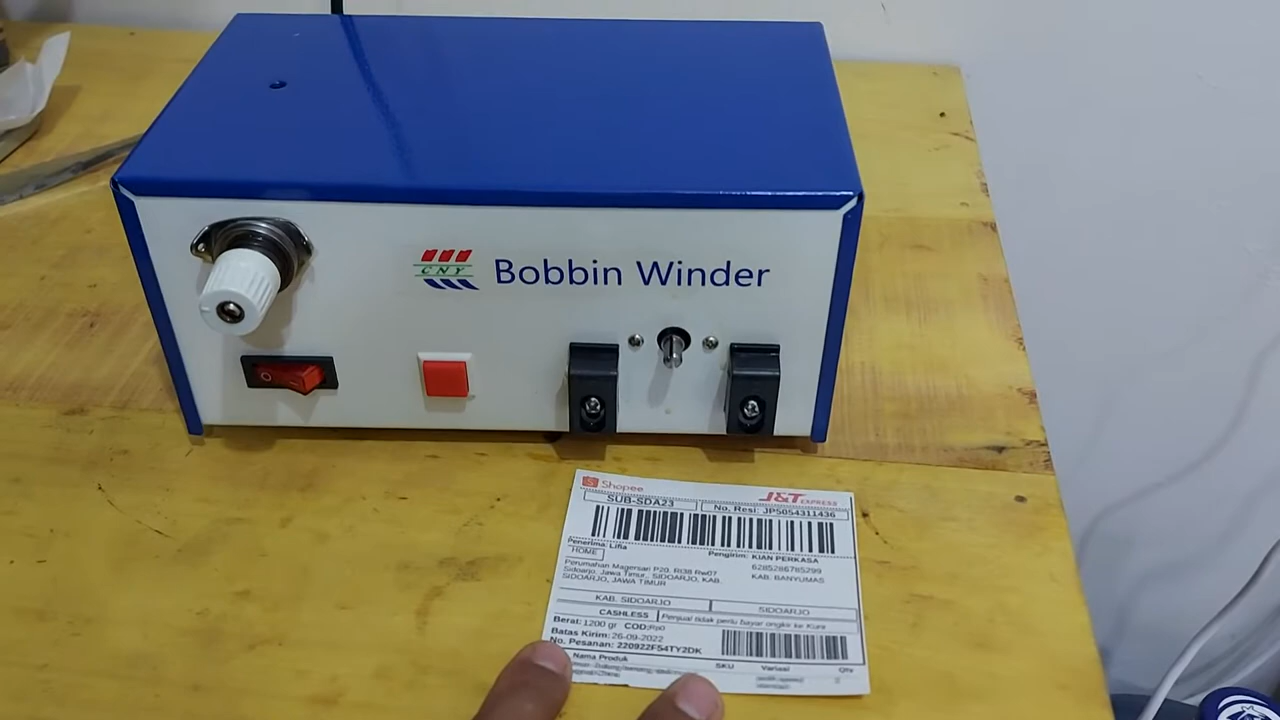 CNY
Bobbin Winder
Shopee
J&T EXPRESS
SUB-SDA23
No. Resi: JP5054311436
Penerima: Lifia
Pengirim: KIAN PERKASA
HOME
6285286785299
Perumahan Magersari P20. Rt38 Rw07
KAB. BANYUMAS
Sidoarjo, Jawa Timur,, SIDOARJO, KAB.
SIDOARJO, JAWA TIMUR
KAB. SIDOARJO
SIDOARJO
CASHLESS
Penjual tidak perlu bayar ongkir ke Kurir
Berat: 1200 gr COD: Rp0
Batas Kirim: 26-09-2022
No. Pesanan: 220922F54TY2DK
Nama Produk
SKU
Variasi
Qty